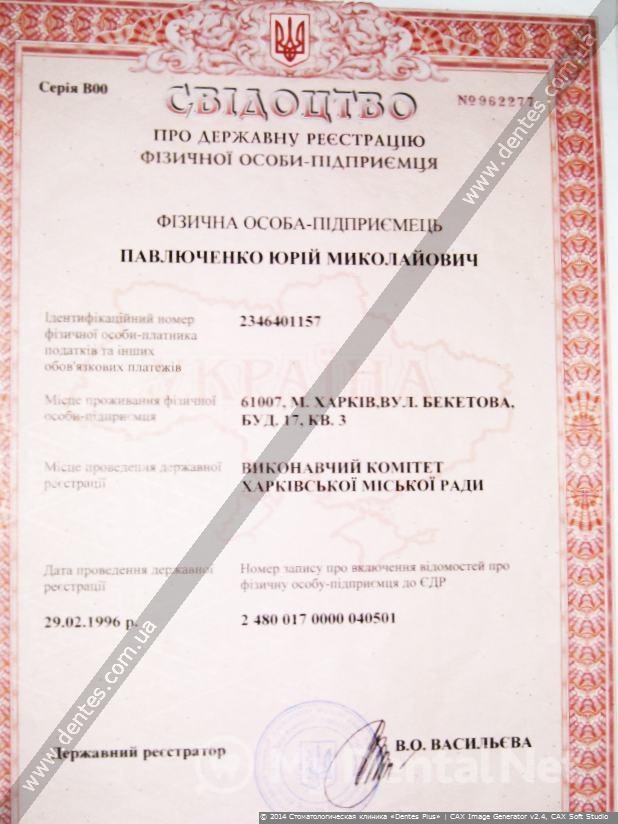 Серія В00
№ 962277
СВІДОЦТВО
ПРО ДЕРЖАВНУ РЕЄСТРАЦІЮ
ФІЗИЧНОЇ ОСОБИ-ПІДПРИЄМЦЯ
ФІЗИЧНА ОСОБА-ПІДПРИЄМЕЦЬ
ПАВЛЮЧЕНКО ЮРІЙ МИКОЛАЙОВИЧ
Ідентифікаційний номер
фізичної особи-платника
податків та інших
обов'язкових платежів
2346401157
УКРАЇНА
Місце проживання фізичної
особи-підприємця
61007, М. ХАРКІВ,ВУЛ. БЕКЕТОВА,
БУД. 17, КВ. 3
Місце проведення державної
реєстрації
ВИКОНАВЧИЙ КОМІТЕТ
ХАРКІВСЬКОЇ МІСЬКОЇ РАДИ
Дата проведення державної
реєстрації
29.02.1996 р.
Номер запису про включення відомостей про
фізичну особу-підприємця до ЄДР
2 480 017 0000 040501
Державний реєстратор
В.О. ВАСИЛЬЄВА
www.dentes.com.ua
www.dentes.com.ua
My Dental Net
© 2014 Стоматологическая клиника «Dentes Plus» | CAX Image Generator v2.4, CAX Soft Studio